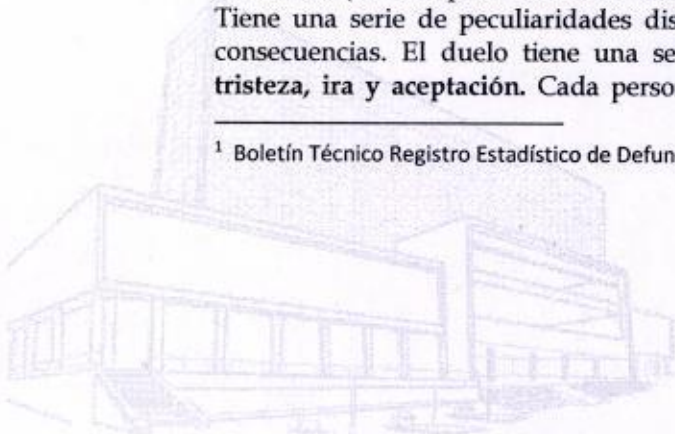 Tiene una serie de peculiaridades dis
consecuencias. El duelo tiene una se
tristeza, ira y aceptación. Cada perso
¹ Boletín Técnico Registro Estadístico de Defun